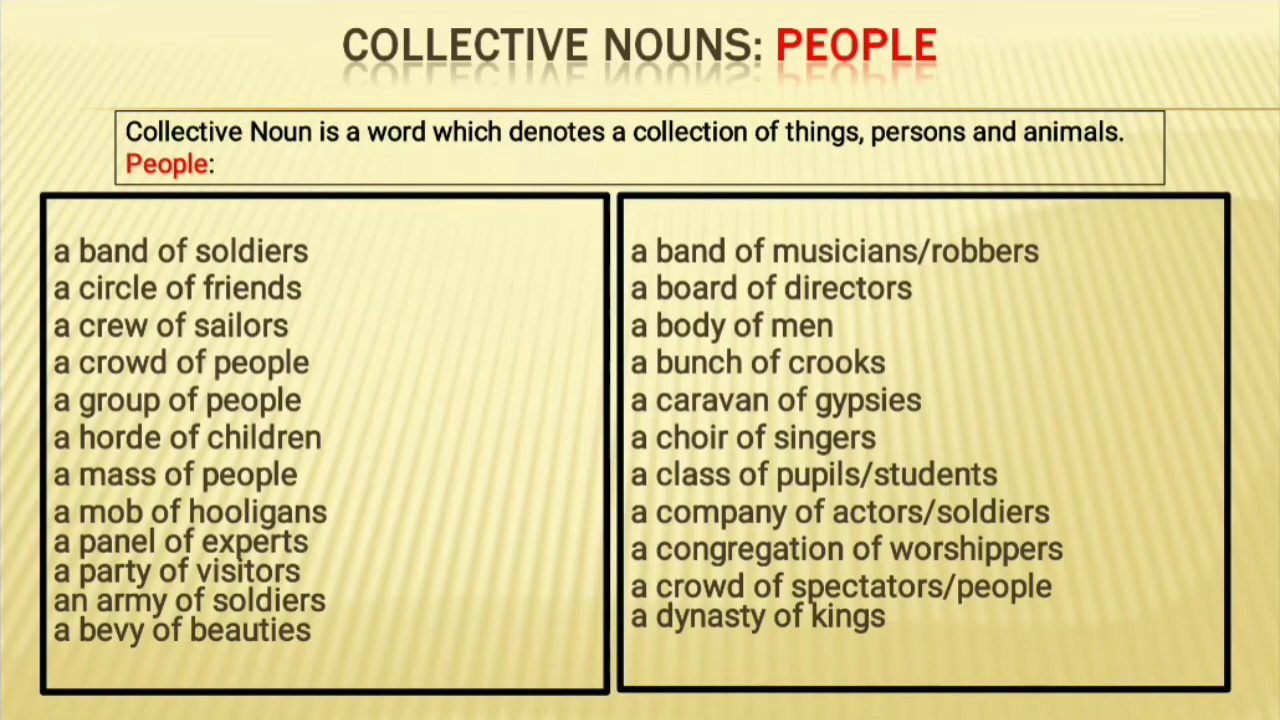 COLLECTIVE NOUNS: PEOPLE
Collective Noun is a word which denotes a collection of things, persons and animals.
People:
a band of soldiers
a circle of friends
a crew of sailors
a crowd of people
a group of people
a horde of children
a mass of people
a mob of hooligans
a panel of experts
a party of visitors
an army of soldiers
a bevy of beauties
a band of musicians/robbers
a board of directors
a body of men
a bunch of crooks
a caravan of gypsies
a choir of singers
a class of pupils/students
a company of actors/soldiers
a congregation of worshippers
a crowd of spectators/people
a dynasty of kings